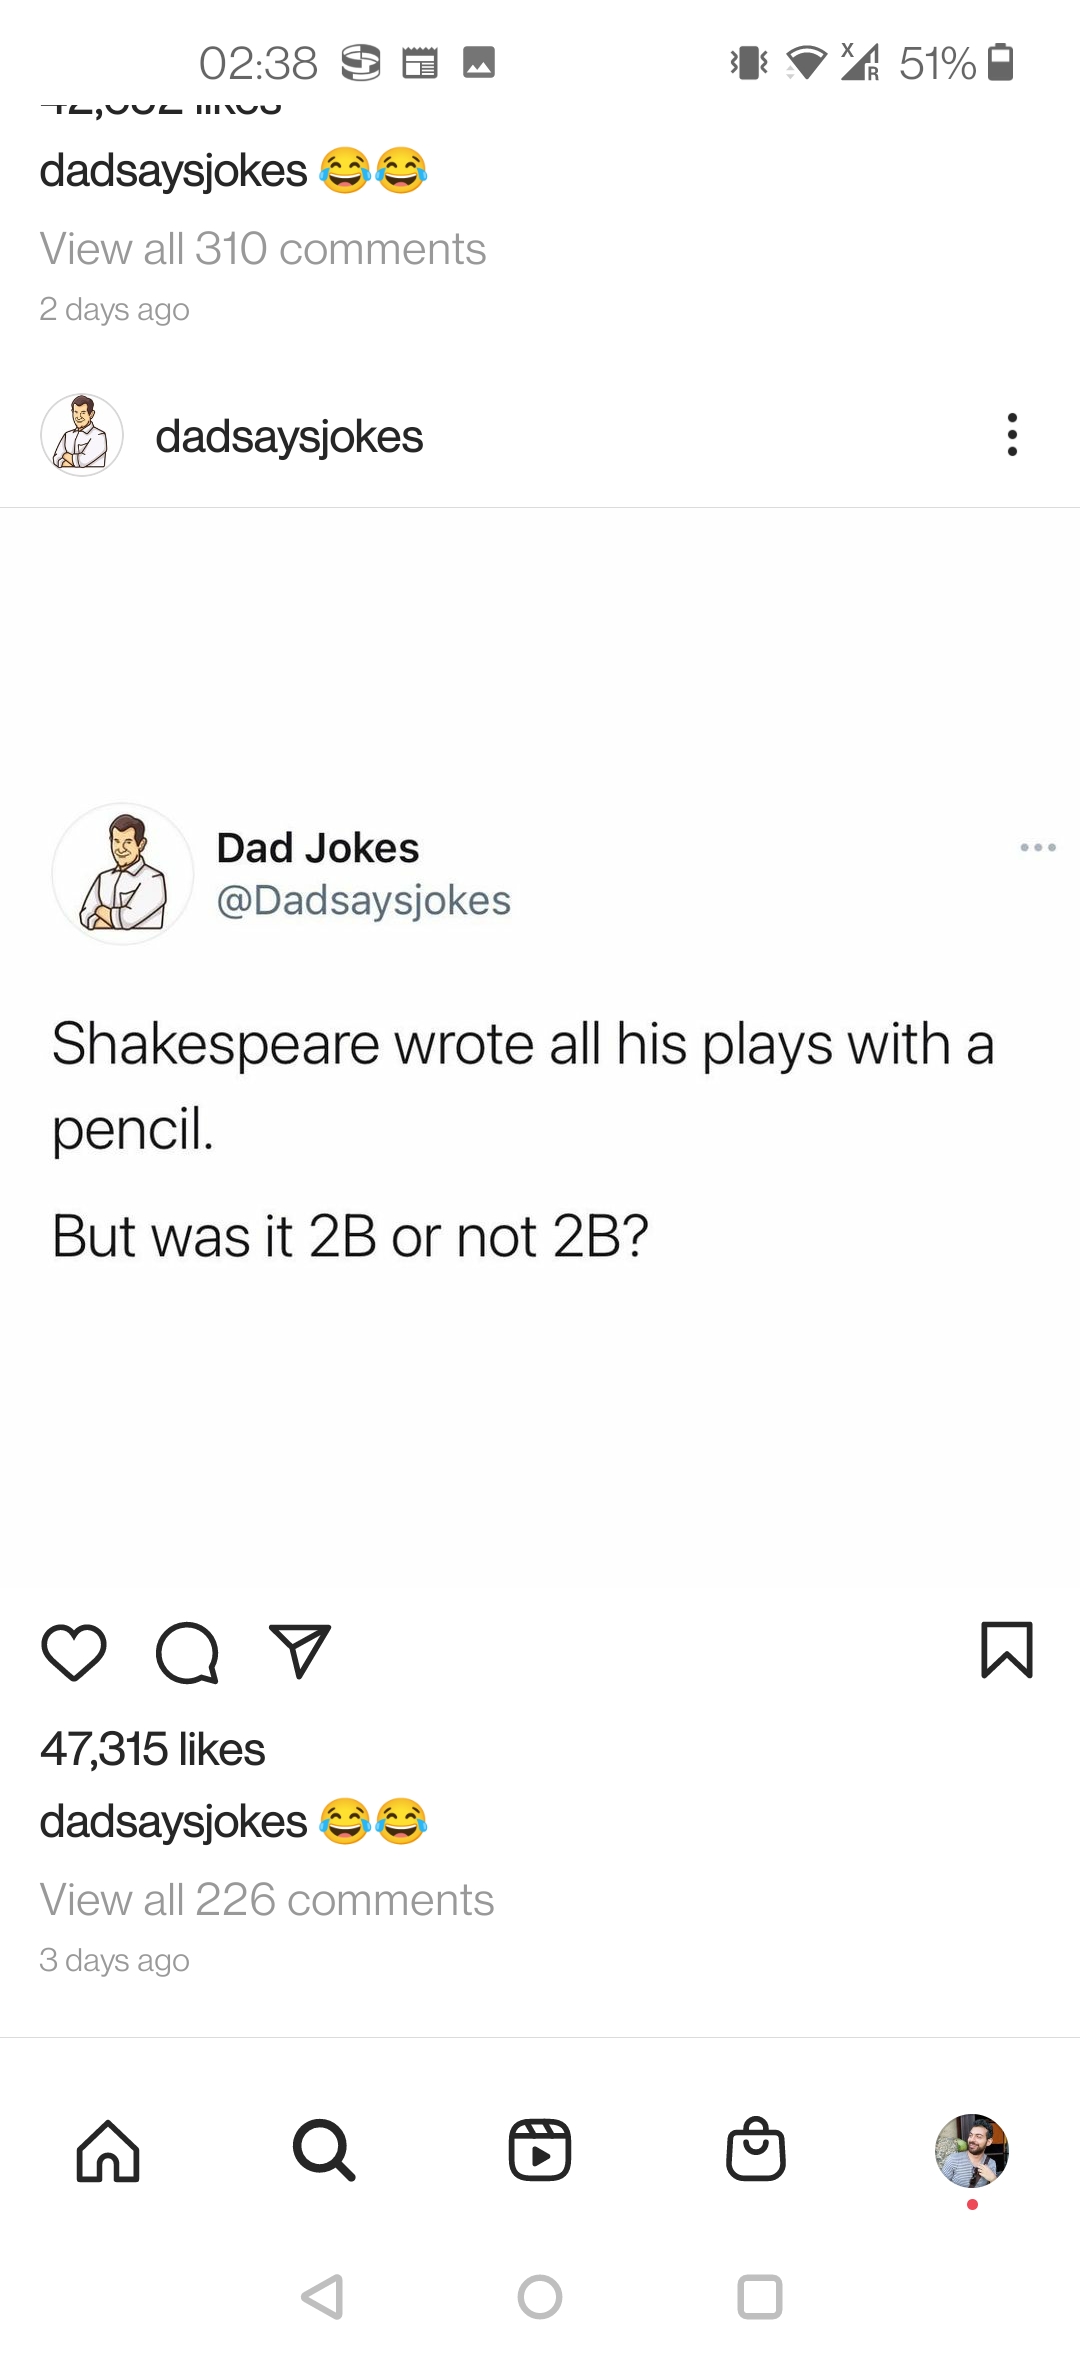 02:38 51%
dadsaysjokes 😂😂
View all 310 comments
2 days ago
dadsaysjokes
Dad Jokes
@Dadsaysjokes
Shakespeare wrote all his plays with a
pencil.
But was it 2B or not 2B?
47,315 likes
dadsaysjokes 😂😂
View all 226 comments
3 days ago